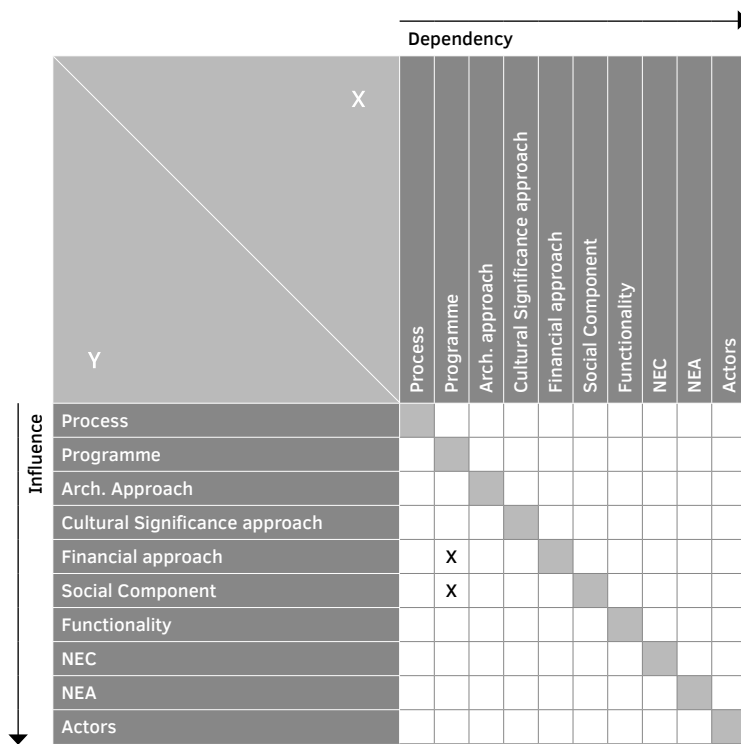 Dependency
X
Y
Process
Programme
Arch. approach
Cultural Significance approach
Financial approach
Social Component
Functionality
NEC
NEA
Actors
Influence
Process
Programme
Arch. Approach
Cultural Significance approach
Financial approach X
Social Component X
Functionality
NEC
NEA
Actors